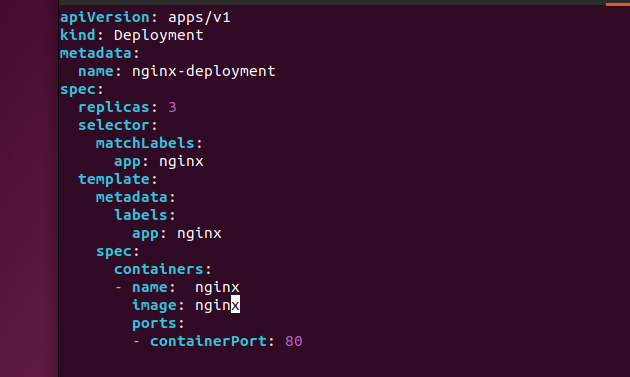 apiVersion: apps/v1
kind: Deployment
metadata:
  name: nginx-deployment
spec:
  replicas: 3
  selector:
    matchLabels:
      app: nginx
  template:
    metadata:
      labels:
        app: nginx
    spec:
      containers:
      - name:  nginx
        image: nginx
        ports:
        - containerPort: 80